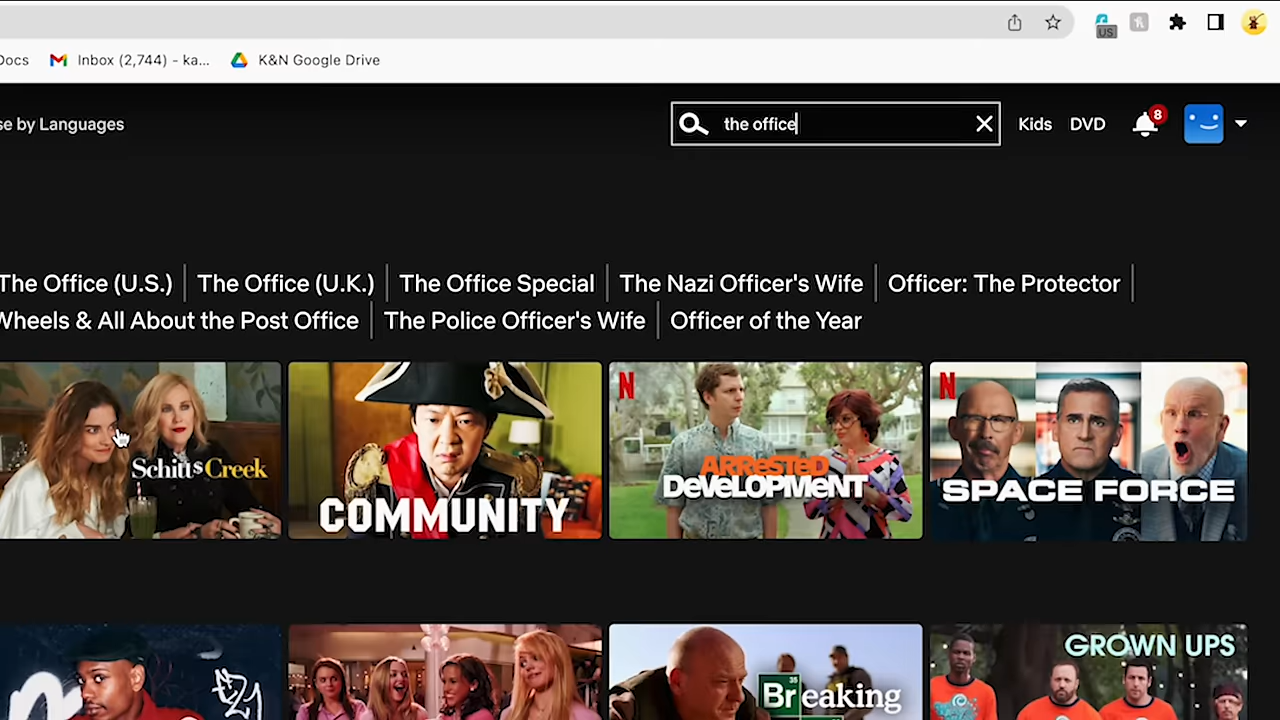 US
Docs
Inbox (2,744) - ka...
K&N Google Drive
se by Languages
the office
Kids
DVD
8
The Office (U.S.)
The Office (U.K.)
The Office Special
The Nazi Officer's Wife
Officer: The Protector
Wheels & All About the Post Office
The Police Officer's Wife
Officer of the Year
Schitt's Creek
COMMUNITY
N
ARReSTeD
DeVeLOPMeNT
N
SPACE FORCE
35
Breaking
GROWN UPS